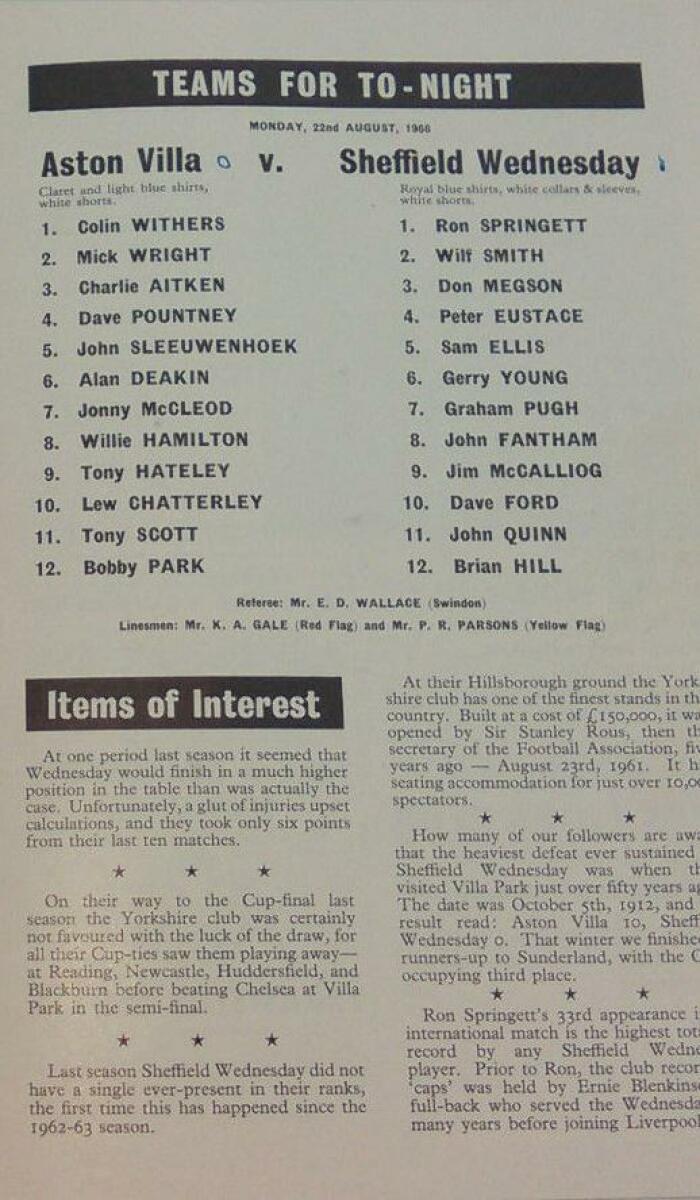 TEAMS FOR TO-NIGHT
MONDAY, 22nd AUGUST, 1966
Aston Villa 0 v. Sheffield Wednesday 1
Claret and light blue shirts,
white shorts.
Royal blue shirts, white collars & sleeves,
white shorts.
1. Colin WITHERS
2. Mick WRIGHT
3. Charlie AITKEN
4. Dave POUNTNEY
5. John SLEEUWENHOEK
6. Alan DEAKIN
7. Jonny McCLEOD
8. Willie HAMILTON
9. Tony HATELEY
10. Lew CHATTERLEY
11. Tony SCOTT
12. Bobby PARK
1. Ron SPRINGETT
2. Wilf SMITH
3. Don MEGSON
4. Peter EUSTACE
5. Sam ELLIS
6. Gerry YOUNG
7. Graham PUGH
8. John FANTHAM
9. Jim McCALLIOG
10. Dave FORD
11. John QUINN
12. Brian HILL
Referee: Mr. E. D. WALLACE (Swindon)
Linesmen: Mr. K. A. GALE (Red Flag) and Mr. P. R. PARSONS (Yellow Flag)
Items of Interest
At one period last season it seemed that
Wednesday would finish in a much higher
position in the table than was actually the
case. Unfortunately, a glut of injuries upset
calculations, and they took only six points
from their last ten matches.
★ ★ ★
On their way to the Cup-final last
season the Yorkshire club was certainly
not favoured with the luck of the draw, for
all their Cup-ties saw them playing away—
at Reading, Newcastle, Huddersfield, and
Blackburn before beating Chelsea at Villa
Park in the semi-final.
★ ★ ★
Last season Sheffield Wednesday did not
have a single ever-present in their ranks,
the first time this has happened since the
1962-63 season.
At their Hillsborough ground the York-
shire club has one of the finest stands in th
country. Built at a cost of £150,000, it wa
opened by Sir Stanley Rous, then th
secretary of the Football Association, fiv
years ago — August 23rd, 1961. It h
seating accommodation for just over 10,00
spectators.
★ ★ ★
How many of our followers are awa
that the heaviest defeat ever sustained
Sheffield Wednesday was when th
visited Villa Park just over fifty years ag
The date was October 5th, 1912, and
result read: Aston Villa 10, Sheff
Wednesday 0. That winter we finishe
runners-up to Sunderland, with the C
occupying third place.
★ ★ ★
Ron Springett's 33rd appearance i
international match is the highest tot
record by any Sheffield Wedne
player. Prior to Ron, the club recor
'caps' was held by Ernie Blenkins
full-back who served the Wednesda
many years before joining Liverpool